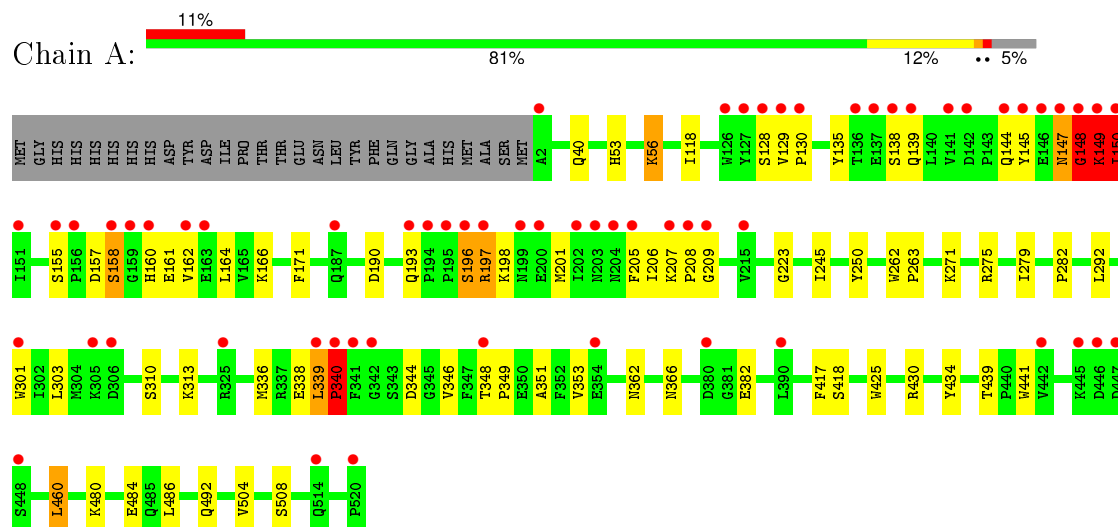 11%
Chain A:
81% 12% •• 5%
MET GLY HIS HIS HIS HIS HIS HIS ASP TYR ASP ILE PRO THR THR GLU ASN LEU TYR PHE GLN GLY ALA HIS MET ALA SER MET A2 Q40 H53 K56 I118 W126 Y127 S128 V129 P130 Y135 T136 E137 S138 Q139 L140 V141 D142 P143 Q144 Y145 E146 N147 G148 K149 I150
I151 S155 P156 D157 S158 G159 H160 E161 V162 E163 L164 V165 K166 F171 Q187 D190 Q193 P194 P195 S196 R197 K198 N199 E200 M201 I202 N203 N204 F205 I206 K207 P208 G209 V215 G223 I245 Y250 W262 P263 K271 R275 I279 P282 L292
W301 I302 L303 M304 K305 D306 S310 K313 R325 M336 R337 E338 L339 P340 F341 G342 S343 D344 G345 V346 F347 T348 P349 E350 A351 F352 V353 E354 N362 N366 D380 G381 E382 L390 F417 S418 W425 R430 Y434 T439 P440 W441 V442 K445 D446 D447
S448 L460 K480 E484 Q485 L486 Q492 V504 S508 Q514 P520